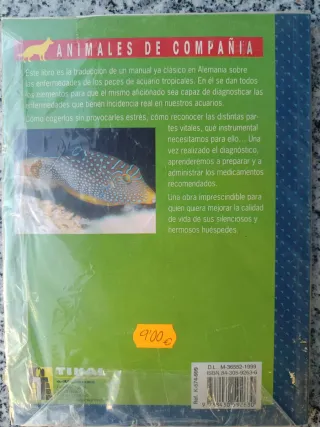 ANIMALES DE COMPAÑIA
Este libro es la traducción de un manual ya clásico en Alemania sobre
las enfermedades de los peces de acuario tropicales. En él se dan todos
los elementos para que el mismo aficionado sea capaz de diagnosticar las
enfermedades que tienen incidencia real en nuestros acuarios.
Cómo cogerlos sin provocarles estrés, cómo reconocer las distintas par-
tes vitales, qué instrumental
necesitamos para ello... Una
vez realizado el diagnóstico,
aprenderemos a preparar y a
administrar los medicamentos
recomendados.
Una obra imprescindible para
quien quiera mejorar la calidad
de vida de sus silenciosos y
hermosos huéspedes.
9'00 €
TIKAL
D.L. M-36552-1999